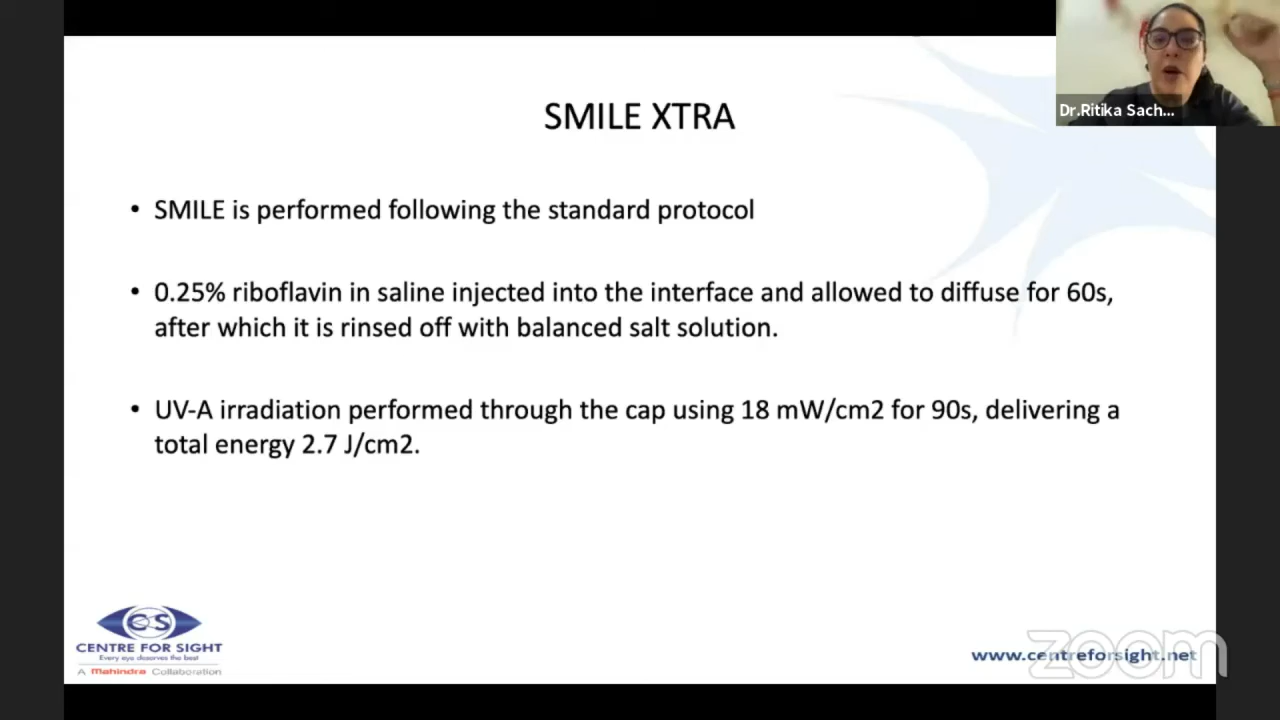 SMILE XTRA
Dr.Ritika Sach...
• SMILE is performed following the standard protocol
• 0.25% riboflavin in saline injected into the interface and allowed to diffuse for 60s,
after which it is rinsed off with balanced salt solution.
• UV-A irradiation performed through the cap using 18 mW/cm2 for 90s, delivering a
total energy 2.7 J/cm2.
CS
CENTRE FOR SIGHT
Every eye deserves the best
A Mahindra Collaboration
www.centreforsight.net
zoom